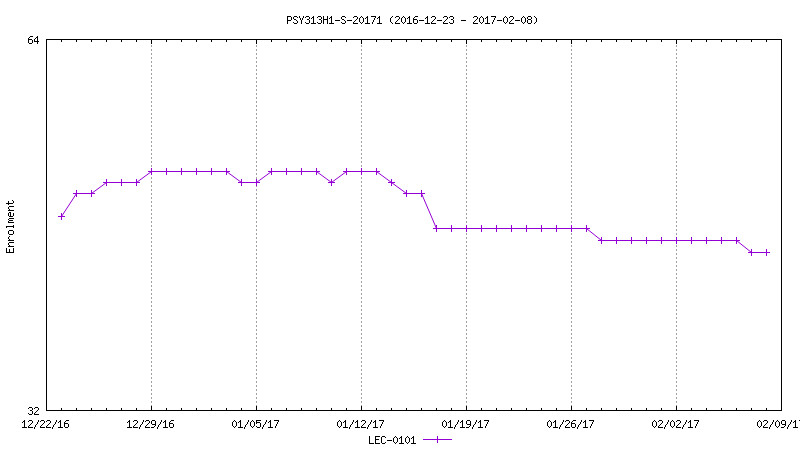 PSY313H1-S-20171 (2016-12-23 - 2017-02-08)
64
Enrolment
32
12/22/16 12/29/16 01/05/17 01/12/17 01/19/17 01/26/17 02/02/17 02/09/1
LEC-0101